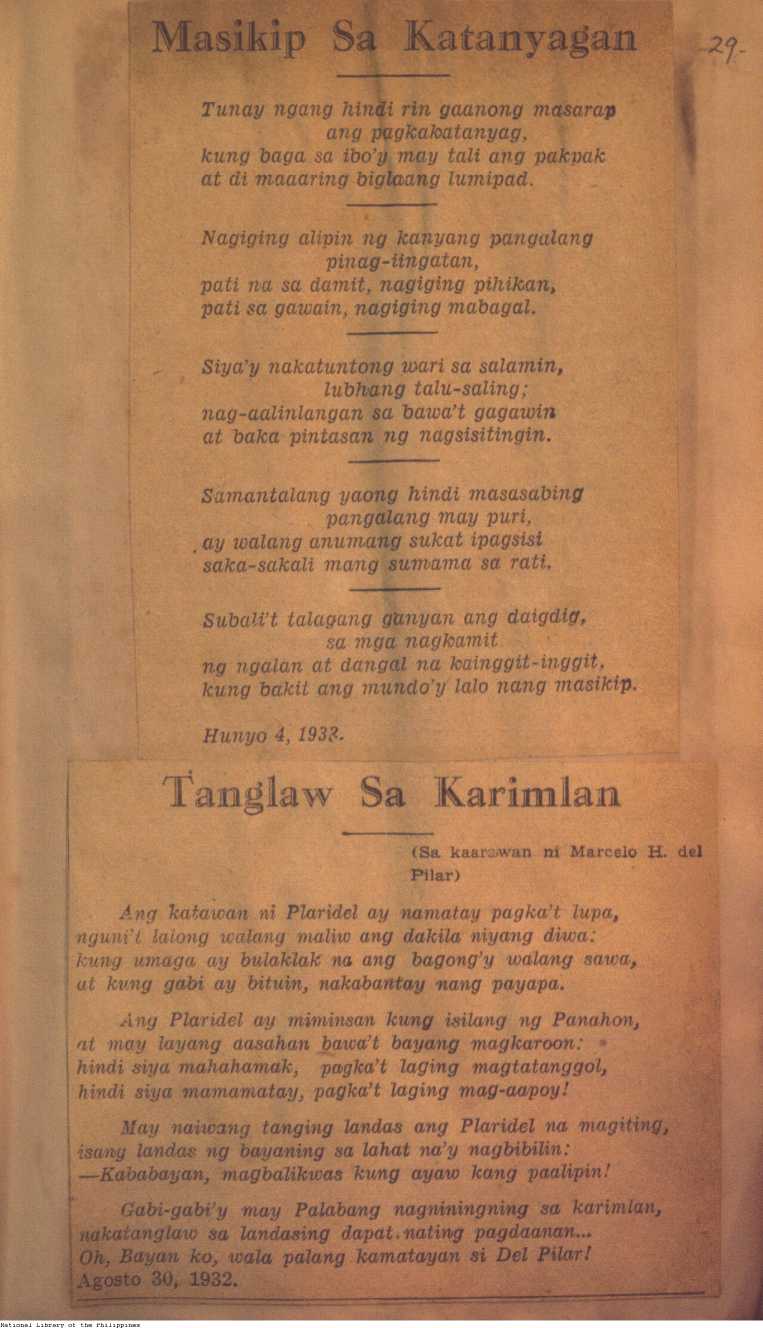 Masikip Sa Katanyagan
-29-
Tunay ngang hindi rin gaanong masarap
ang pagkakatanyag,
kung baga sa ibo'y may tali ang pakpak
at di maaaring biglaang lumipad.
Nagiging alipin ng kanyang pangalang
pinag-iingatan,
pati na sa damit, nagiging pihikan,
pati sa gawain, nagiging mabagal.
Siya'y nakatuntong wari sa salamin,
lubhang talu-saling;
nag-aalinlangan sa bawa't gagawin
at baka pintasan ng nagsisitingin.
Samantalang yaong hindi masasabing
pangalang may puri,
ay walang anumang sukat ipagsisi
saka-sakali mang sumama sa rati.
Subali't talagang ganyan ang daigdig,
sa mga nagkamit
ng ngalan at dangal na kainggit-inggit,
kung bakit ang mundo'y lalo nang masikip.
Hunyo 4,
Tanglaw Sa Karimlan
(Sa kaarawan ni Marcelo H. del
Pilar)
Ang katawan ni Plaridel ay namatay pagka't lupa,
nguni't lalong walang maliw ang dakila niyang diwa:
kung umaga ay bulaklak na ang bagong'y walang sawa,
at kung gabi ay bituin, nakabantay nang payapa.
Ang Plaridel ay miminsan kung isilang ng Panahon,
at may layang aasahan bawa't bayang magkaroon:
hindi siya mahahamak, pagka't laging magtatanggol,
hindi siya mamamatay, pagka't laging mag-aapoy!
May naiwang tanging landas ang Plaridel na magiting,
isang landas ng bayaning sa lahat na'y nagbibilin:
—Kababayan, magbalikwas kung ayaw kang paalipin!
Gabi-gabi'y may Palabang nagniningning sa karimlan,
nakatanglaw sa landasing dapat nating pagdaanan...
Oh, Bayan ko, wala palang kamatayan si Del Pilar!
Agosto 30, 1932.
National Library of the Philippines